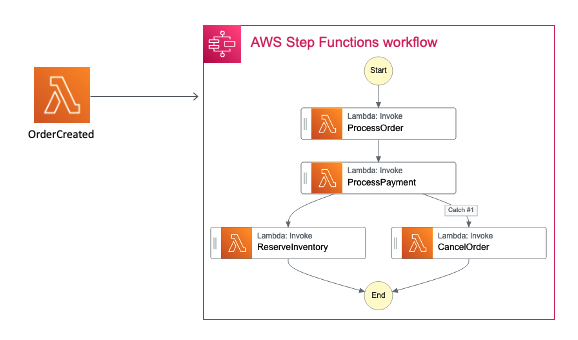 AWS Step Functions workflow
Start
OrderCreated
Lambda: Invoke
ProcessOrder
Lambda: Invoke
ProcessPayment
Catch #1
Lambda: Invoke
ReserveInventory
Lambda: Invoke
CancelOrder
End